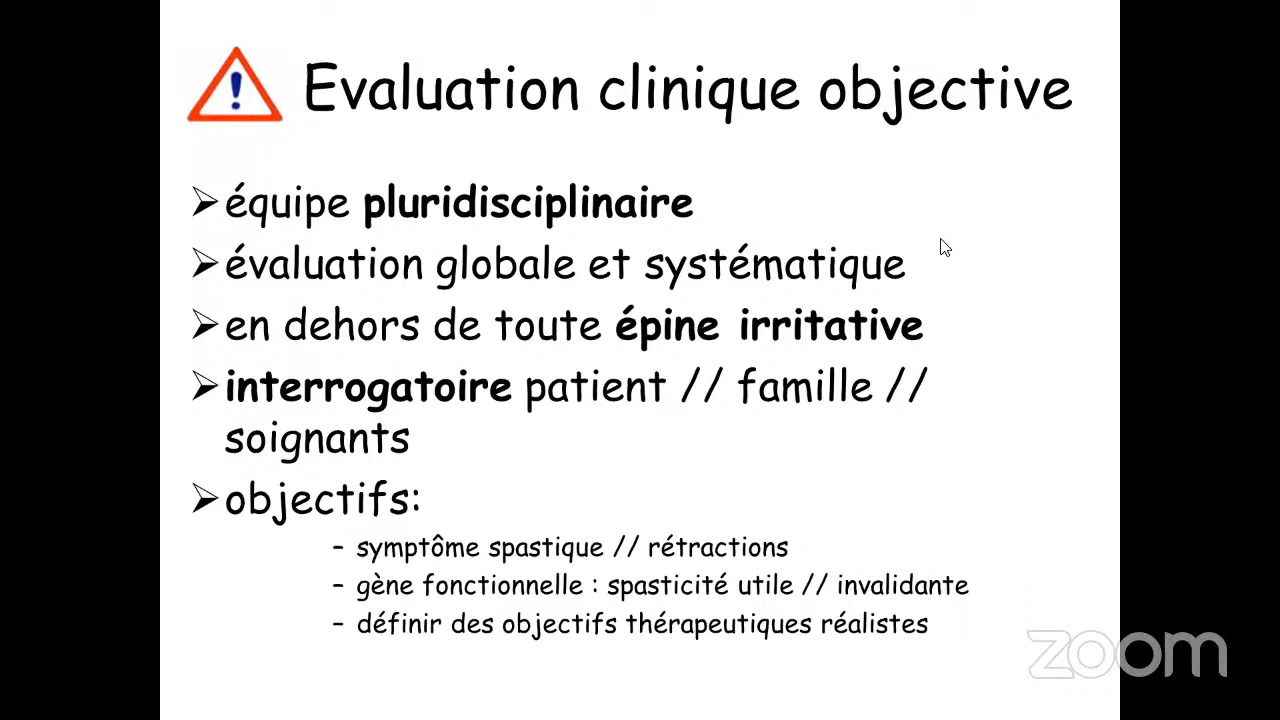 ! Evaluation clinique objective
➢équipe pluridisciplinaire
➢évaluation globale et systématique
➢en dehors de toute épine irritative
➢interrogatoire patient // famille //
soignants
➢objectifs:
– symptôme spastique // rétractions
– gène fonctionnelle : spasticité utile // invalidante
– définir des objectifs thérapeutiques réalistes
zoom